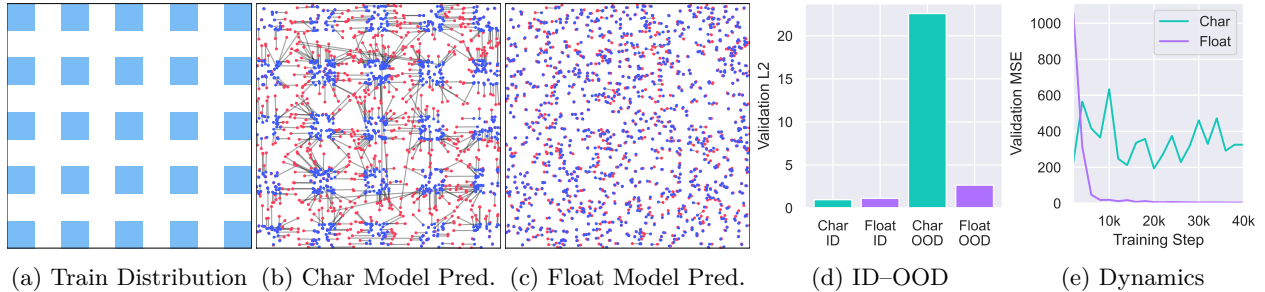 Validation L2
20
15
10
5
0
Char
ID
Float
ID
Char
OOD
Float
OOD
Validation MSE
1000
800
600
400
200
0
Char
Float
10k
20k
30k
40k
Training Step
(a) Train Distribution
(b) Char Model Pred.
(c) Float Model Pred.
(d) ID–OOD
(e) Dynamics